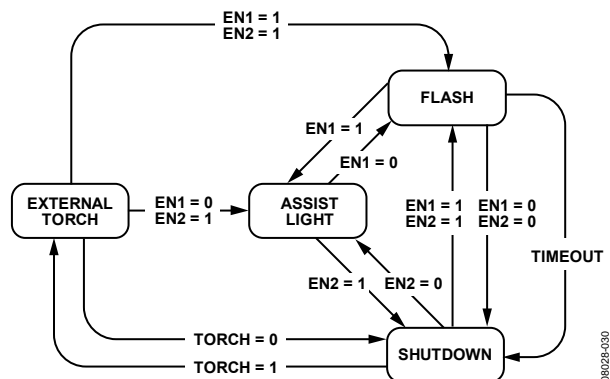 EN1 = 1
EN2 = 1
FLASH
EN1 = 1
EN1 = 0
EXTERNAL
TORCH
EN1 = 0
EN2 = 1
ASSIST
LIGHT
EN1 = 1
EN2 = 1
EN1 = 0
EN2 = 0
TIMEOUT
EN2 = 1
EN2 = 0
TORCH = 0
TORCH = 1
SHUTDOWN
08028-030